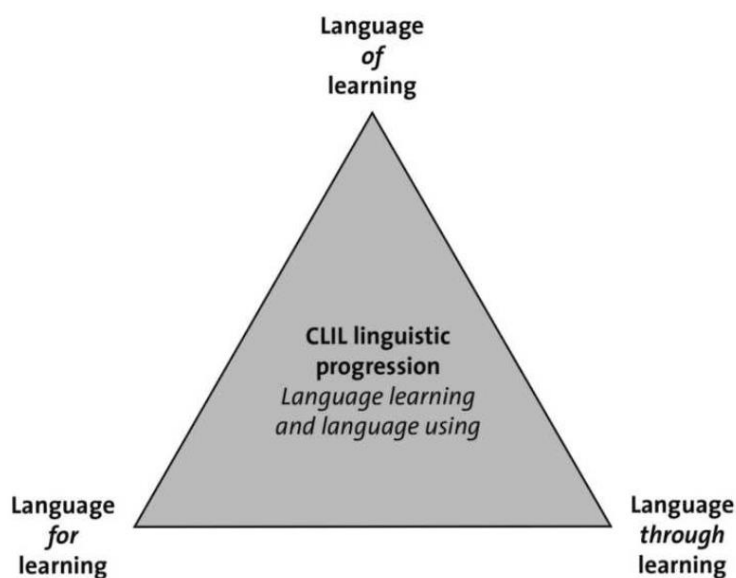 Language
of
learning
CLIL linguistic
progression
Language learning
and language using
Language
for
learning
Language
through
learning